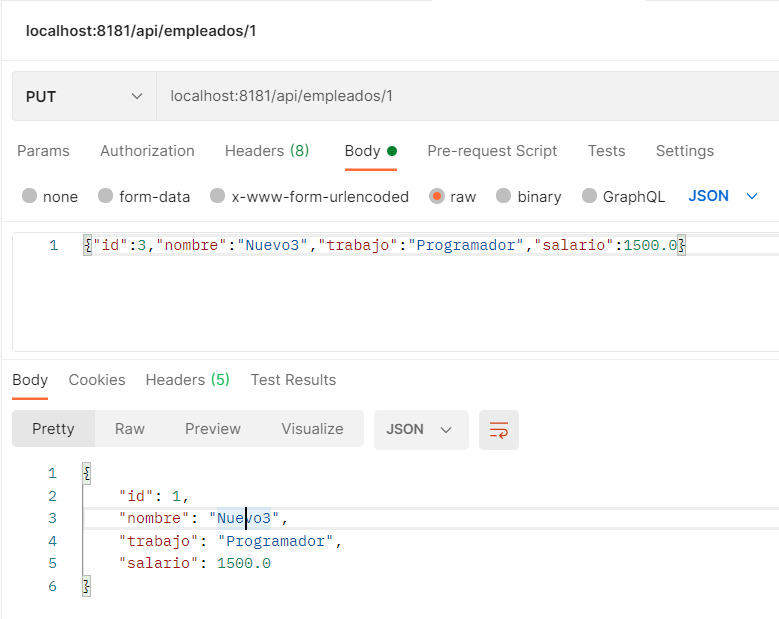 localhost:8181/api/empleados/1
PUT localhost:8181/api/empleados/1
Params Authorization Headers (8) Body Pre-request Script Tests Settings
none form-data x-www-form-urlencoded raw binary GraphQL JSON
1 {"id":3,"nombre":"Nuevo3","trabajo":"Programador","salario":1500.0}
Body Cookies Headers (5) Test Results
Pretty Raw Preview Visualize JSON
1 {
2 "id": 1,
3 "nombre": "Nuevo3",
4 "trabajo": "Programador",
5 "salario": 1500.0
6 }